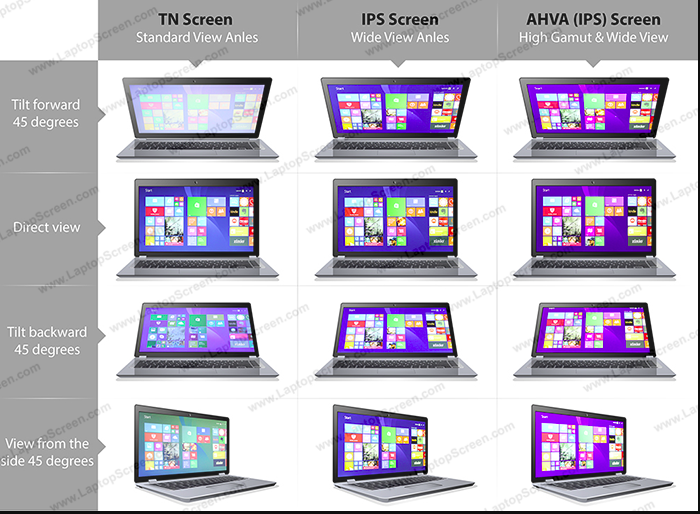 TN Screen
Standard View Anles
IPS Screen
Wide View Anles
AHVA (IPS) Screen
High Gamut & Wide View
Tilt forward
45 degrees
Direct view
Tilt backward
45 degrees
View from the
side 45 degrees
Start
www.LaptopScreen.com